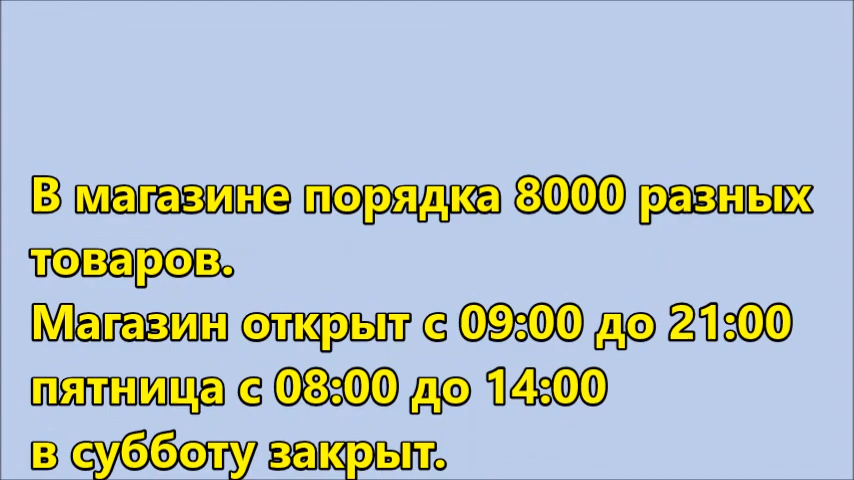 В магазине порядка 8000 разных
товаров.
Магазин открыт с 09:00 до 21:00
пятница с 08:00 до 14:00
в субботу закрыт.